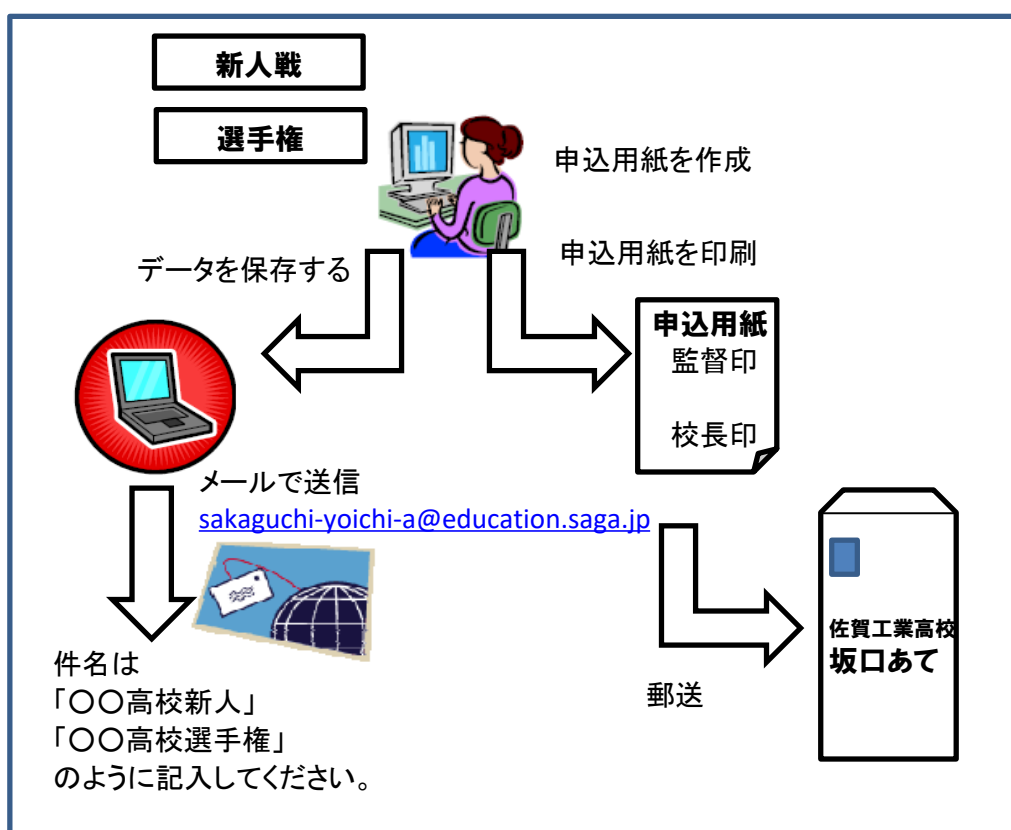 新人戦
選手権
申込用紙を作成
申込用紙を印刷
データを保存する
申込用紙
監督印
校長印
メールで送信
sakaguchi-yoichi-a@education.saga.jp
佐賀工業高校
坂口あて
郵送
件名は
「〇〇高校新人」
「〇〇高校選手権」
のように記入してください。